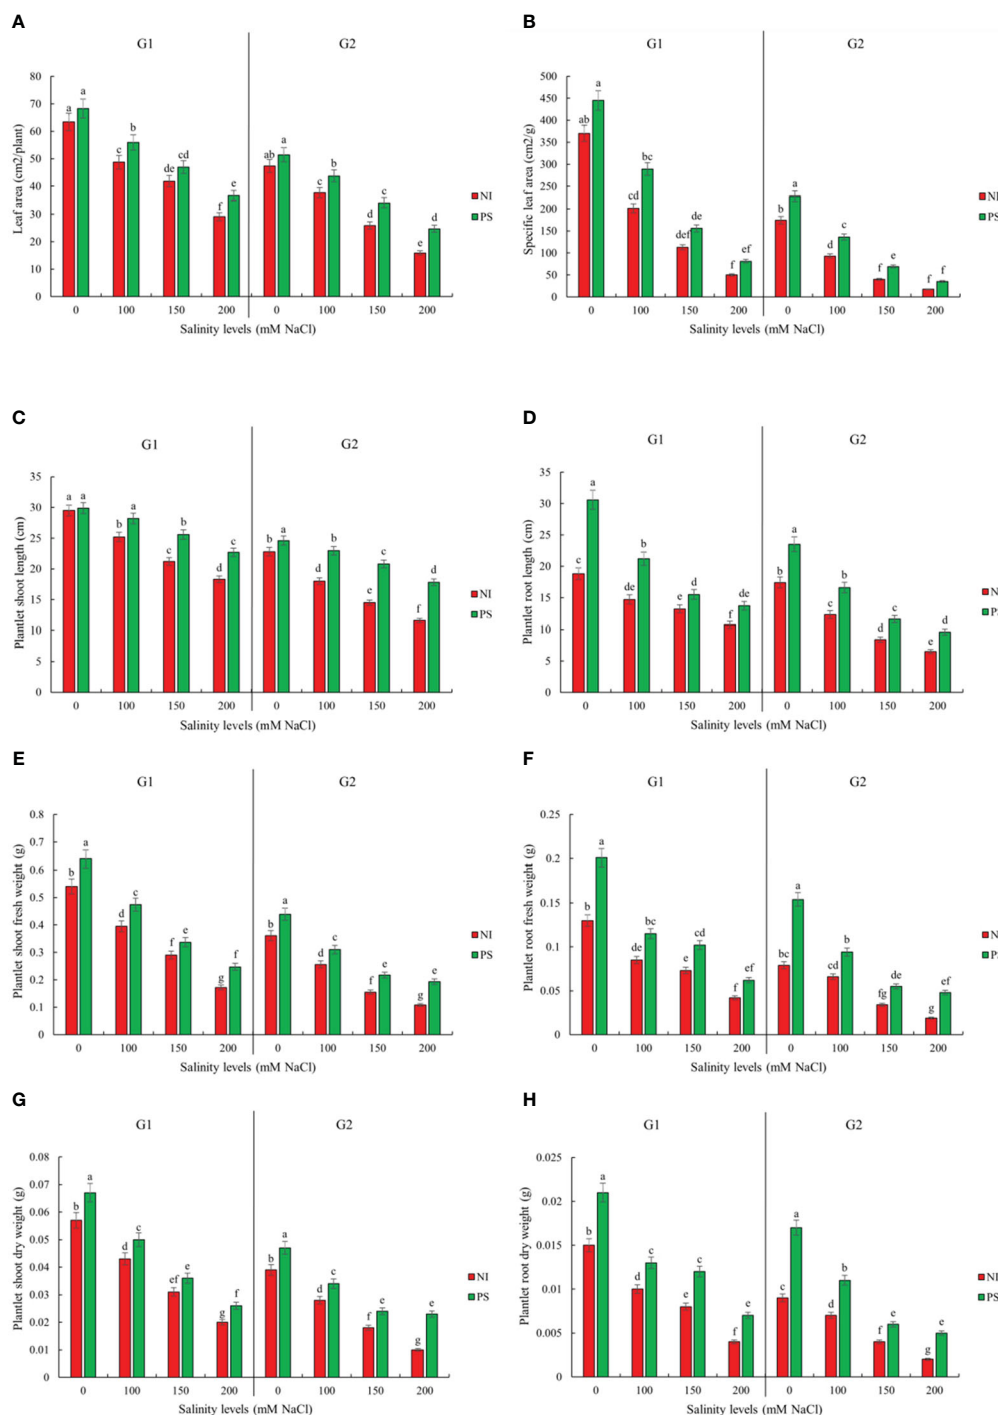 A
G1 G2
Leaf area (cm2/plant)
80
70
60
50
40
30
20
10
0
a a c b de cd f e ab a c b d c e d
0 100 150 200 0 100 150 200
Salinity levels (mM NaCl)
NI
PS
B
G1 G2
Specific leaf area (cm2/g)
500
450
400
350
300
250
200
150
100
50
0
ab a cd bc def de f ef b a d c f e f f
0 100 150 200 0 100 150 200
Salinity levels (mM NaCl)
NI
PS
C
G1 G2
Plantlet shoot length (cm)
35
30
25
20
15
10
5
0
a a b a c b d c b a d b e c f d
0 100 150 200 0 100 150 200
Salinity levels (mM NaCl)
NI
PS
D
G1 G2
Plantlet root length (cm)
35
30
25
20
15
10
5
0
c a de b e d f de b a c b d c e d
0 100 150 200 0 100 150 200
Salinity levels (mM NaCl)
E
G1 G2
Plantlet shoot fresh weight (g)
0.8
0.7
0.6
0.5
0.4
0.3
0.2
0.1
0
b a d c f e g f b a d c f e g e
0 100 150 200 0 100 150 200
Salinity levels (mM NaCl)
NI
PS
F
G1 G2
Plantlet root fresh weight (g)
0.25
0.2
0.15
0.1
0.05
0
b a de bc e cd f ef bc a cd b fg de g ef
0 100 150 200 0 100 150 200
Salinity levels (mM NaCl)
NI
PS
G
G1 G2
Plantlet shoot dry weight (g)
0.08
0.07
0.06
0.05
0.04
0.03
0.02
0.01
0
b a d c ef e g f b a d c f e g e
0 100 150 200 0 100 150 200
Salinity levels (mM NaCl)
NI
PS
H
G1 G2
Plantlet root dry weight (g)
0.025
0.02
0.015
0.01
0.005
0
b a d c e c f e c a d b f e g e
0 100 150 200 0 100 150 200
Salinity levels (mM NaCl)
NI
PS